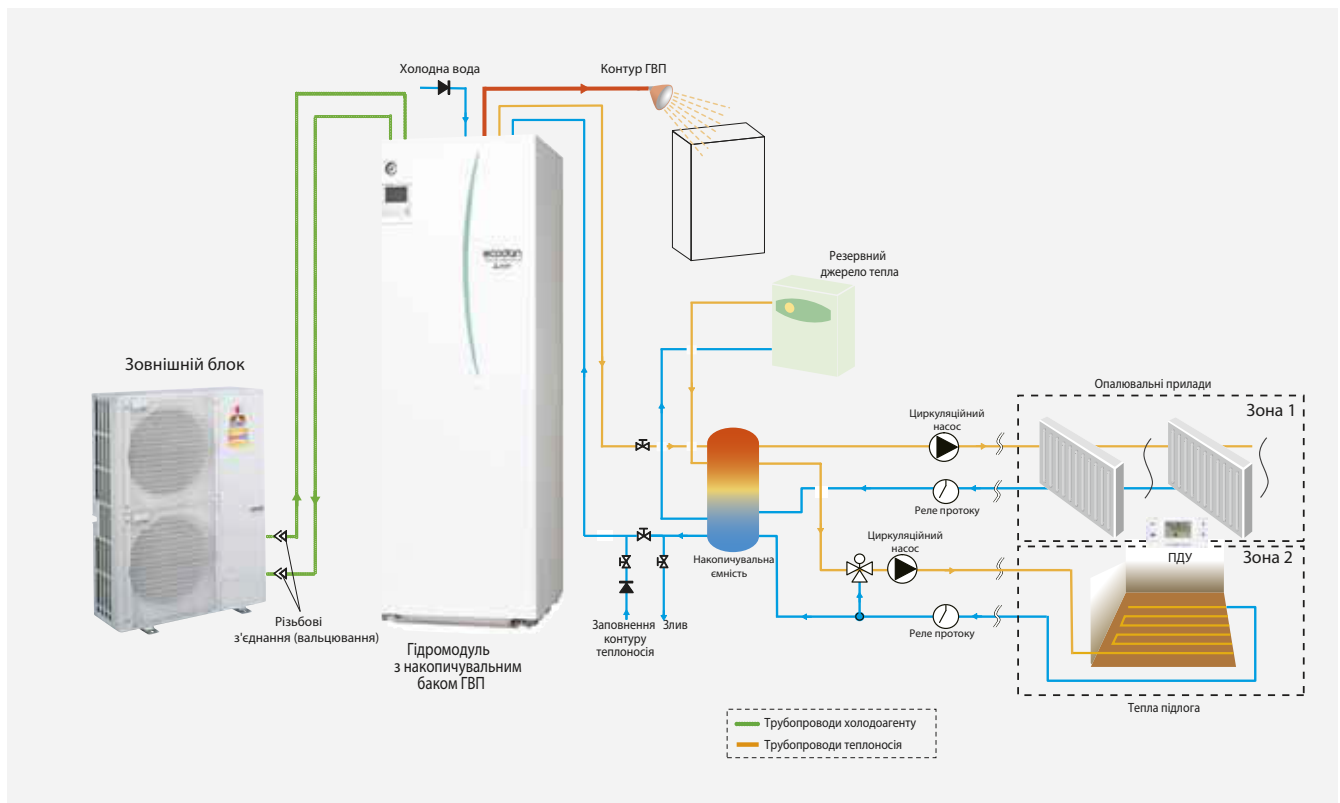 Холодна вода
Контур ГВП
ecodan
Резервний
джерело тепла
Зовнішній блок
Опалювальні прилади
Зона 1
Циркуляційний
насос
Реле протоку
Циркуляційний
насос
Накопичувальна
ємність
ПДУ
Зона 2
Різьбові
з'єднання (вальцювання)
Заповнення
контуру
теплоносія
Злив
Реле протоку
Гідромодуль
з накопичувальним
баком ГВП
Тепла підлога
Трубопроводи холодоагенту
Трубопроводи теплоносія